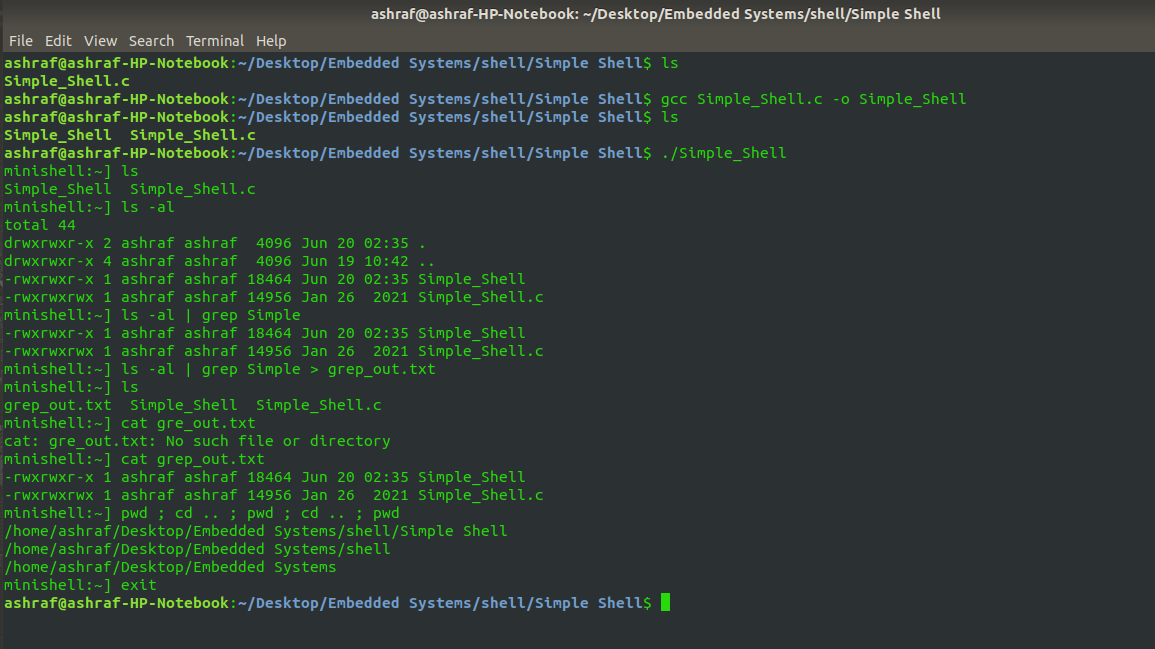 ashraf@ashraf-HP-Notebook: ~/Desktop/Embedded Systems/shell/Simple Shell
File Edit View Search Terminal Help
ashraf@ashraf-HP-Notebook:~/Desktop/Embedded Systems/shell/Simple Shell$ ls
Simple_Shell.c
ashraf@ashraf-HP-Notebook:~/Desktop/Embedded Systems/shell/Simple Shell$ gcc Simple_Shell.c -o Simple_Shell
ashraf@ashraf-HP-Notebook:~/Desktop/Embedded Systems/shell/Simple Shell$ ls
Simple_Shell  Simple_Shell.c
ashraf@ashraf-HP-Notebook:~/Desktop/Embedded Systems/shell/Simple Shell$ ./Simple_Shell
minishell:~] ls
Simple_Shell  Simple_Shell.c
minishell:~] ls -al
total 44
drwxrwxr-x 2 ashraf ashraf  4096 Jun 20 02:35 .
drwxrwxr-x 4 ashraf ashraf  4096 Jun 19 10:42 ..
-rwxrwxr-x 1 ashraf ashraf 18464 Jun 20 02:35 Simple_Shell
-rwxrwxrwx 1 ashraf ashraf 14956 Jan 26  2021 Simple_Shell.c
minishell:~] ls -al | grep Simple
-rwxrwxr-x 1 ashraf ashraf 18464 Jun 20 02:35 Simple_Shell
-rwxrwxrwx 1 ashraf ashraf 14956 Jan 26  2021 Simple_Shell.c
minishell:~] ls -al | grep Simple > grep_out.txt
minishell:~] ls
grep_out.txt  Simple_Shell  Simple_Shell.c
minishell:~] cat gre_out.txt
cat: gre_out.txt: No such file or directory
minishell:~] cat grep_out.txt
-rwxrwxr-x 1 ashraf ashraf 18464 Jun 20 02:35 Simple_Shell
-rwxrwxrwx 1 ashraf ashraf 14956 Jan 26  2021 Simple_Shell.c
minishell:~] pwd ; cd .. ; pwd ; cd .. ; pwd
/home/ashraf/Desktop/Embedded Systems/shell/Simple Shell
/home/ashraf/Desktop/Embedded Systems/shell
/home/ashraf/Desktop/Embedded Systems
minishell:~] exit
ashraf@ashraf-HP-Notebook:~/Desktop/Embedded Systems/shell/Simple Shell$